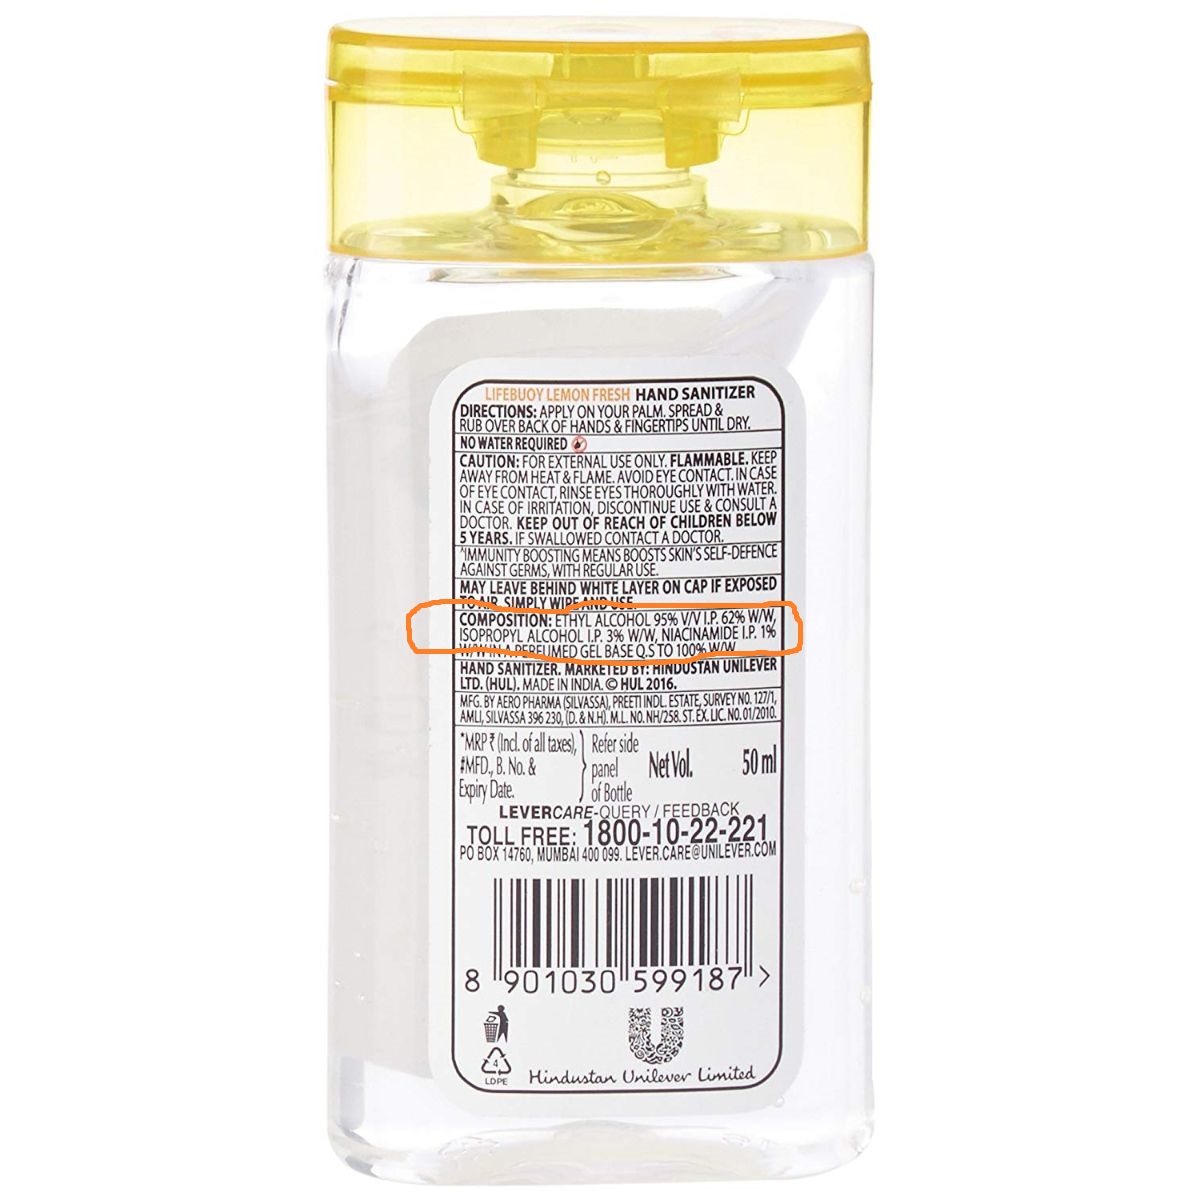 LIFEBUOY LEMON FRESH HAND SANITIZER
DIRECTIONS: APPLY ON YOUR PALM. SPREAD &
RUB OVER BACK OF HANDS & FINGERTIPS UNTIL DRY.
NO WATER REQUIRED
CAUTION: FOR EXTERNAL USE ONLY. FLAMMABLE. KEEP
AWAY FROM HEAT & FLAME. AVOID EYE CONTACT. IN CASE
OF EYE CONTACT, RINSE EYES THOROUGHLY WITH WATER.
IN CASE OF IRRITATION, DISCONTINUE USE & CONSULT A
DOCTOR. KEEP OUT OF REACH OF CHILDREN BELOW
5 YEARS. IF SWALLOWED CONTACT A DOCTOR.
^IMMUNITY BOOSTING MEANS BOOSTS SKIN'S SELF-DEFENCE
AGAINST GERMS, WITH REGULAR USE.
MAY LEAVE BEHIND WHITE LAYER ON CAP IF EXPOSED
TO AIR. SIMPLY WIPE AND USE.
COMPOSITION: ETHYL ALCOHOL 95% V/V I.P. 62% W/W,
ISOPROPYL ALCOHOL I.P. 3% W/W, NIACINAMIDE I.P. 1%
W/W IN A PERFUMED GEL BASE Q.S TO 100% W/W
HAND SANITIZER. MARKETED BY: HINDUSTAN UNILEVER
LTD. (HUL). MADE IN INDIA. © HUL 2016.
MFG. BY AERO PHARMA (SILVASSA), PREETI INDL. ESTATE, SURVEY NO. 127/1,
AMLI, SILVASSA 396 230, (D. & N.H). M.L. NO. NH/258. ST. EX. LIC. NO. 01/2010.
*MRP ₹ (Incl. of all taxes),
#MFD., B. No. &
Expiry Date.
Refer side
panel
of Bottle
Net Vol. 50 ml
LEVERCARE-QUERY / FEEDBACK
TOLL FREE: 1800-10-22-221
PO BOX 14760, MUMBAI 400 099. LEVER.CARE@UNILEVER.COM
8 901030 599187 >
4
LDPE
Hindustan Unilever Limited